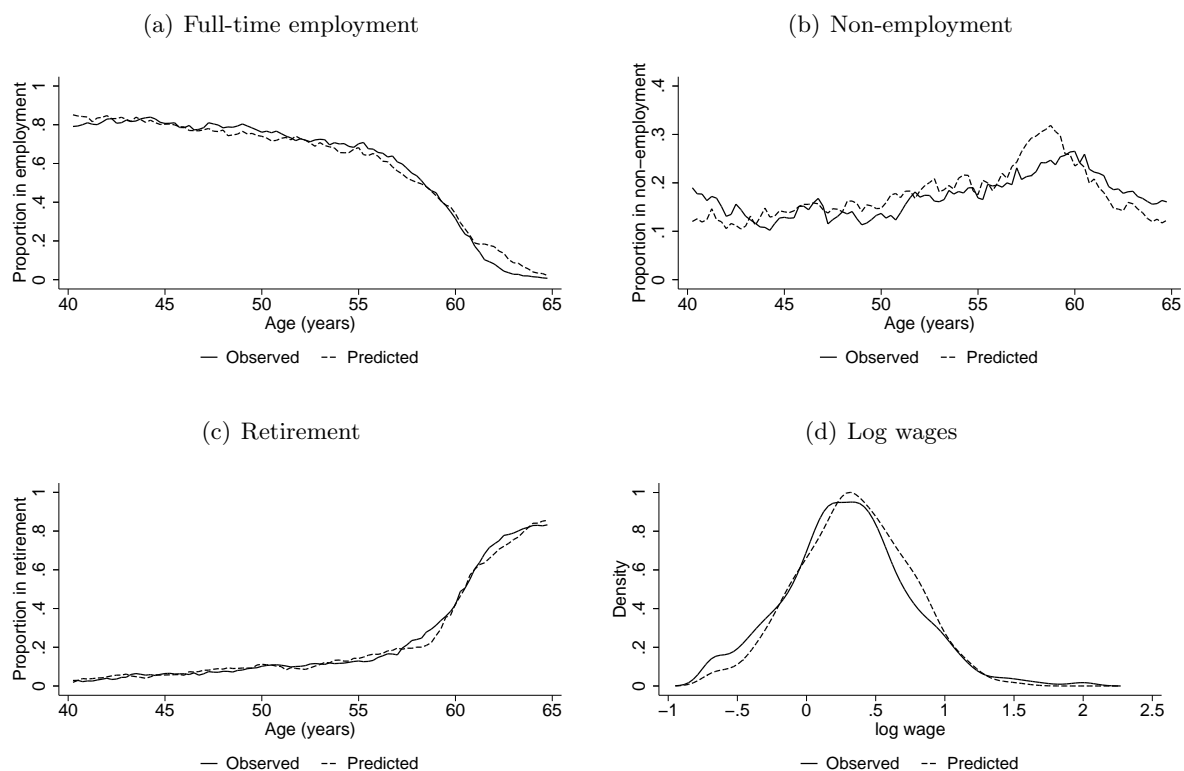 (a) Full-time employment
Proportion in employment
0 .2 .4 .6 .8 1
40 45 50 55 60 65
Age (years)
Observed Predicted
(b) Non-employment
Proportion in non−employment
0 .1 .2 .3 .4
40 45 50 55 60 65
Age (years)
Observed Predicted
(c) Retirement
Proportion in retirement
0 .2 .4 .6 .8 1
40 45 50 55 60 65
Age (years)
Observed Predicted
(d) Log wages
Density
0 .2 .4 .6 .8 1
−1 −.5 0 .5 1 1.5 2 2.5
log wage
Observed Predicted